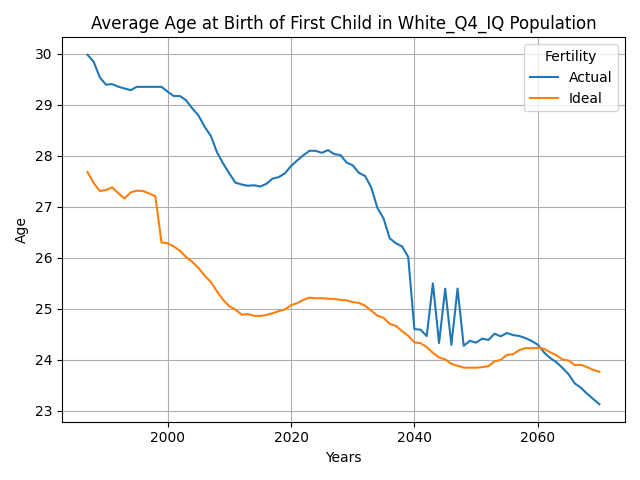 Average Age at Birth of First Child in White_Q4_IQ Population
Fertility
Actual
Ideal
30
29
28
27
26
25
24
23
Age
2000
2020
2040
2060
Years